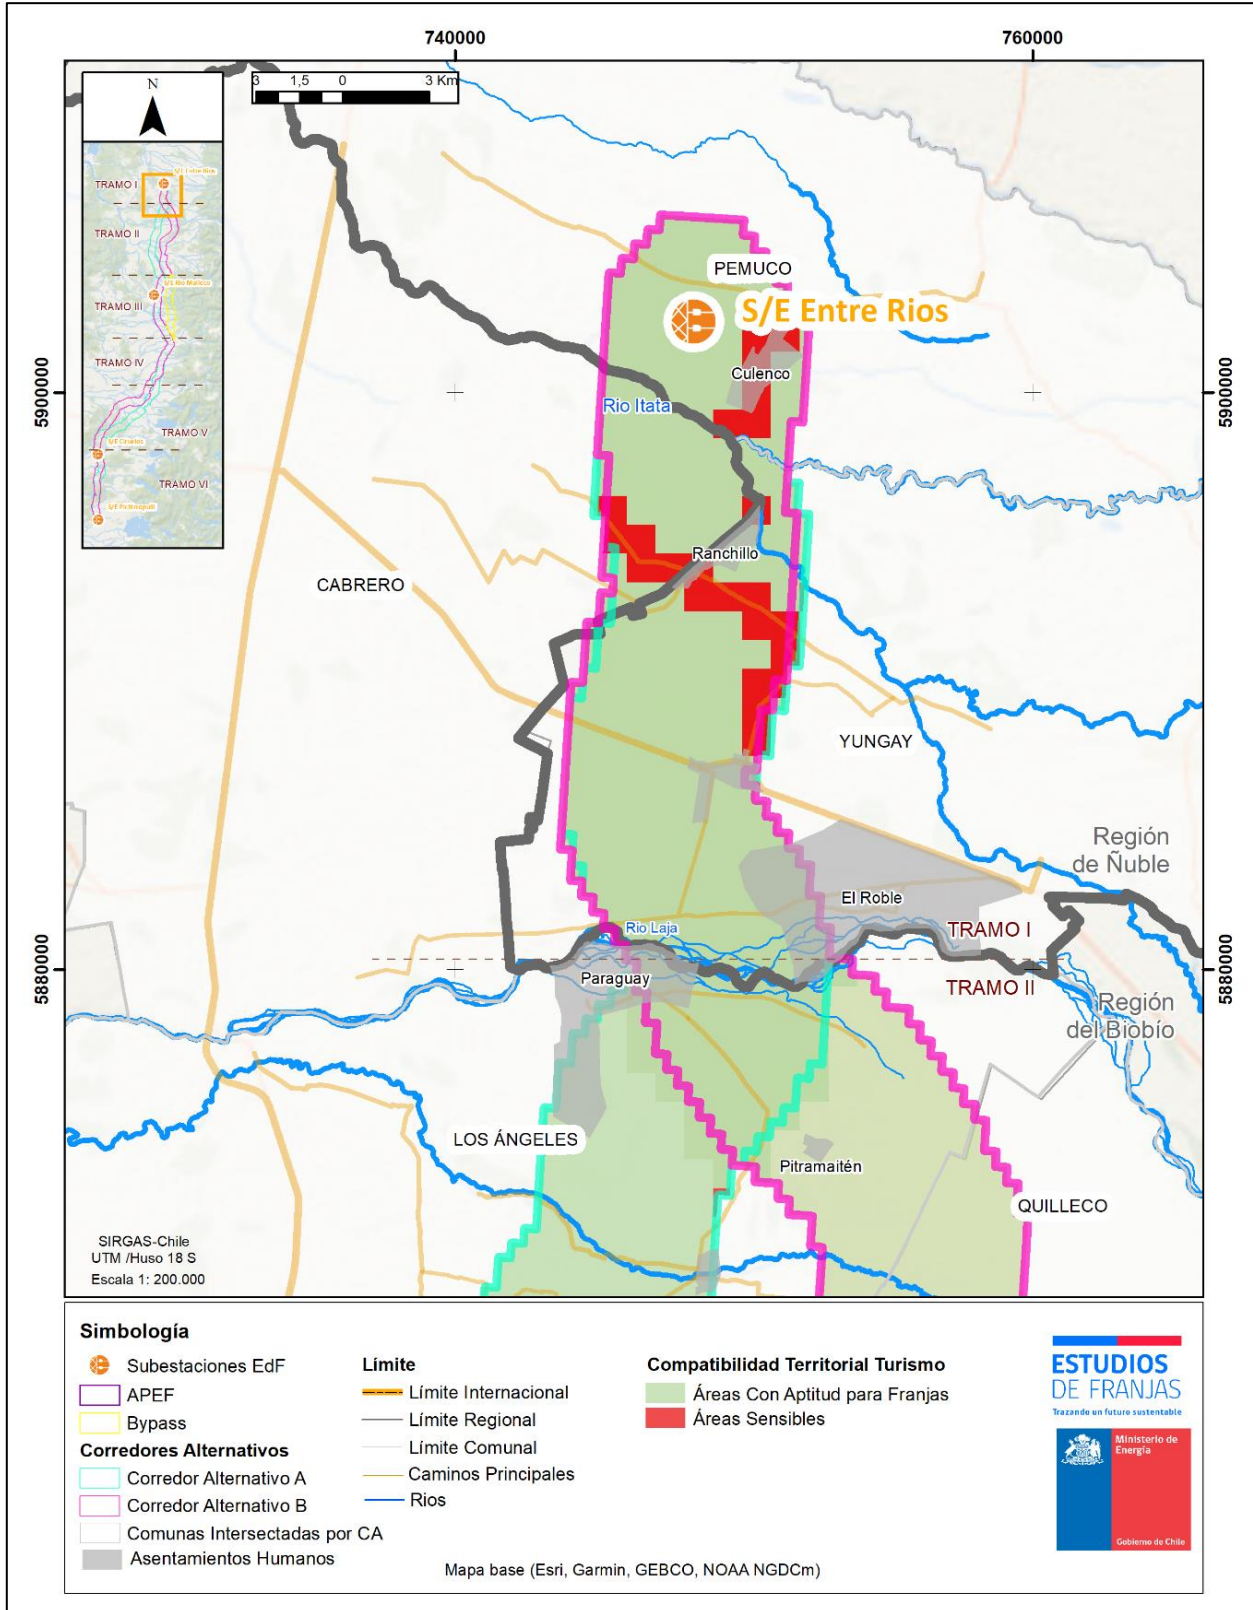 740000
760000
3 1,5 0 3 Km
N
S/E Entre Rios
TRAMO I
TRAMO II
S/E Rio Malleco
TRAMO III
TRAMO IV
TRAMO V
S/E Ciruelos
TRAMO VI
S/E Pichirropulli
PEMUCO
S/E Entre Rios
Culenco
5900000
5900000
Rio Itata
Ranchillo
CABRERO
YUNGAY
Región
de Ñuble
El Roble
Rio Laja
TRAMO I
5880000
5880000
Paraguay
TRAMO II
Región
del Biobío
LOS ÁNGELES
Pitramaitén
QUILLECO
SIRGAS-Chile
UTM /Huso 18 S
Escala 1: 200.000
Simbología
Subestaciones EdF
APEF
Bypass
Corredores Alternativos
Corredor Alternativo A
Corredor Alternativo B
Comunas Intersectadas por CA
Asentamientos Humanos
Límite
Límite Internacional
Límite Regional
Límite Comunal
Caminos Principales
Rios
Compatibilidad Territorial Turismo
Áreas Con Aptitud para Franjas
Áreas Sensibles
Mapa base (Esri, Garmin, GEBCO, NOAA NGDCm)
ESTUDIOS
DE FRANJAS
Trazando un futuro sustentable
Ministerio de
Energía
Gobierno de Chile